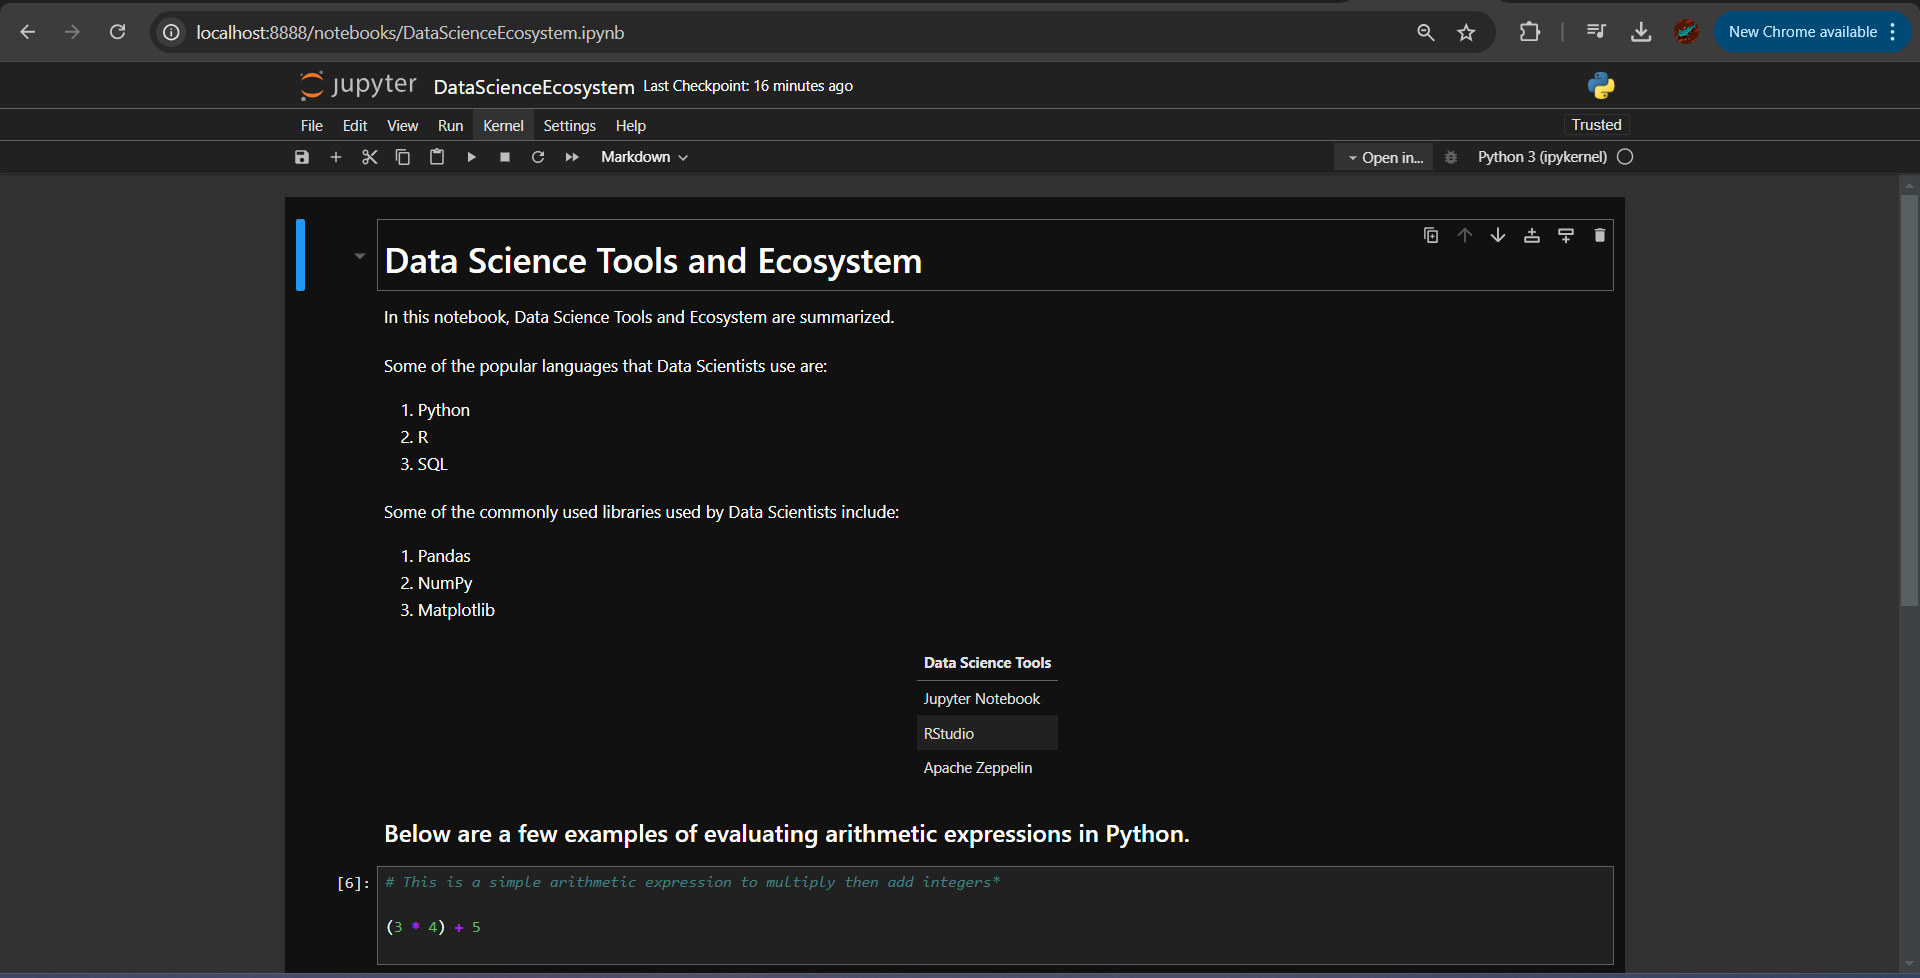 localhost:8888/notebooks/DataScienceEcosystem.ipynb
New Chrome available
jupyter DataScienceEcosystem Last Checkpoint: 16 minutes ago
File Edit View Run Kernel Settings Help Trusted
Markdown Open in... Python 3 (ipykernel)
Data Science Tools and Ecosystem
In this notebook, Data Science Tools and Ecosystem are summarized.
Some of the popular languages that Data Scientists use are:
1. Python
2. R
3. SQL
Some of the commonly used libraries used by Data Scientists include:
1. Pandas
2. NumPy
3. Matplotlib
Data Science Tools
Jupyter Notebook
RStudio
Apache Zeppelin
Below are a few examples of evaluating arithmetic expressions in Python.
[6]: # This is a simple arithmetic expression to multiply then add integers*
(3 * 4) + 5